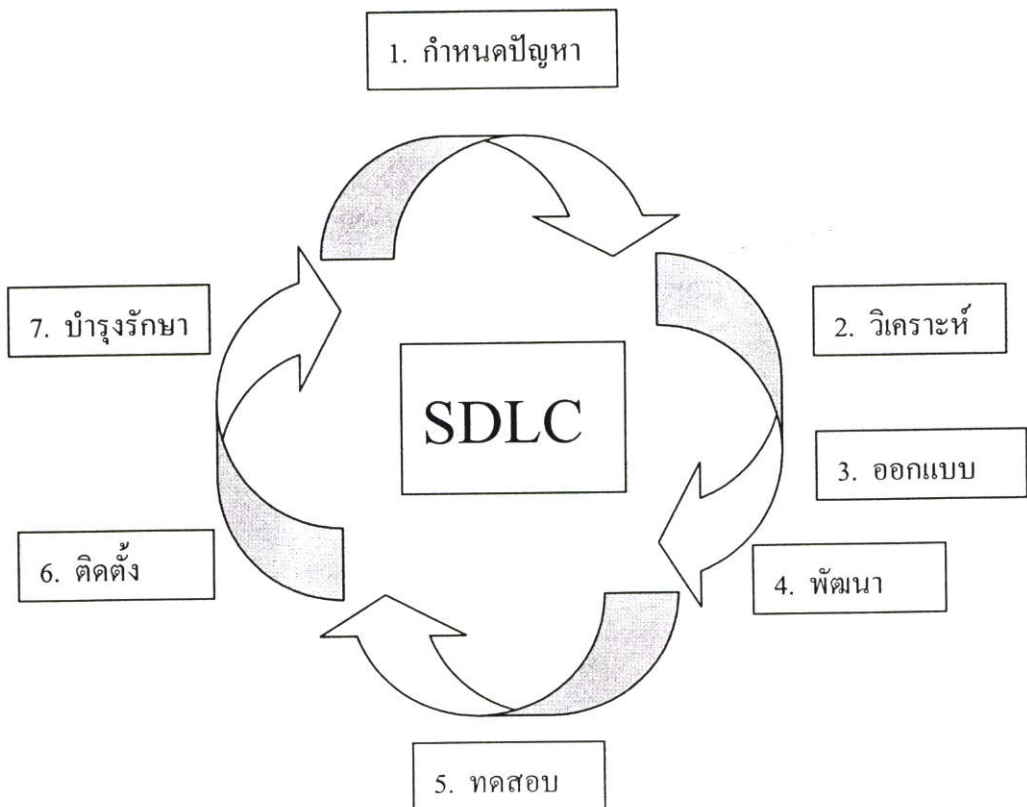 1. กำหนดปัญหา
2. วิเคราะห์
3. ออกแบบ
4. พัฒนา
5. ทดสอบ
6. ติดตั้ง
7. บำรุงรักษา
SDLC